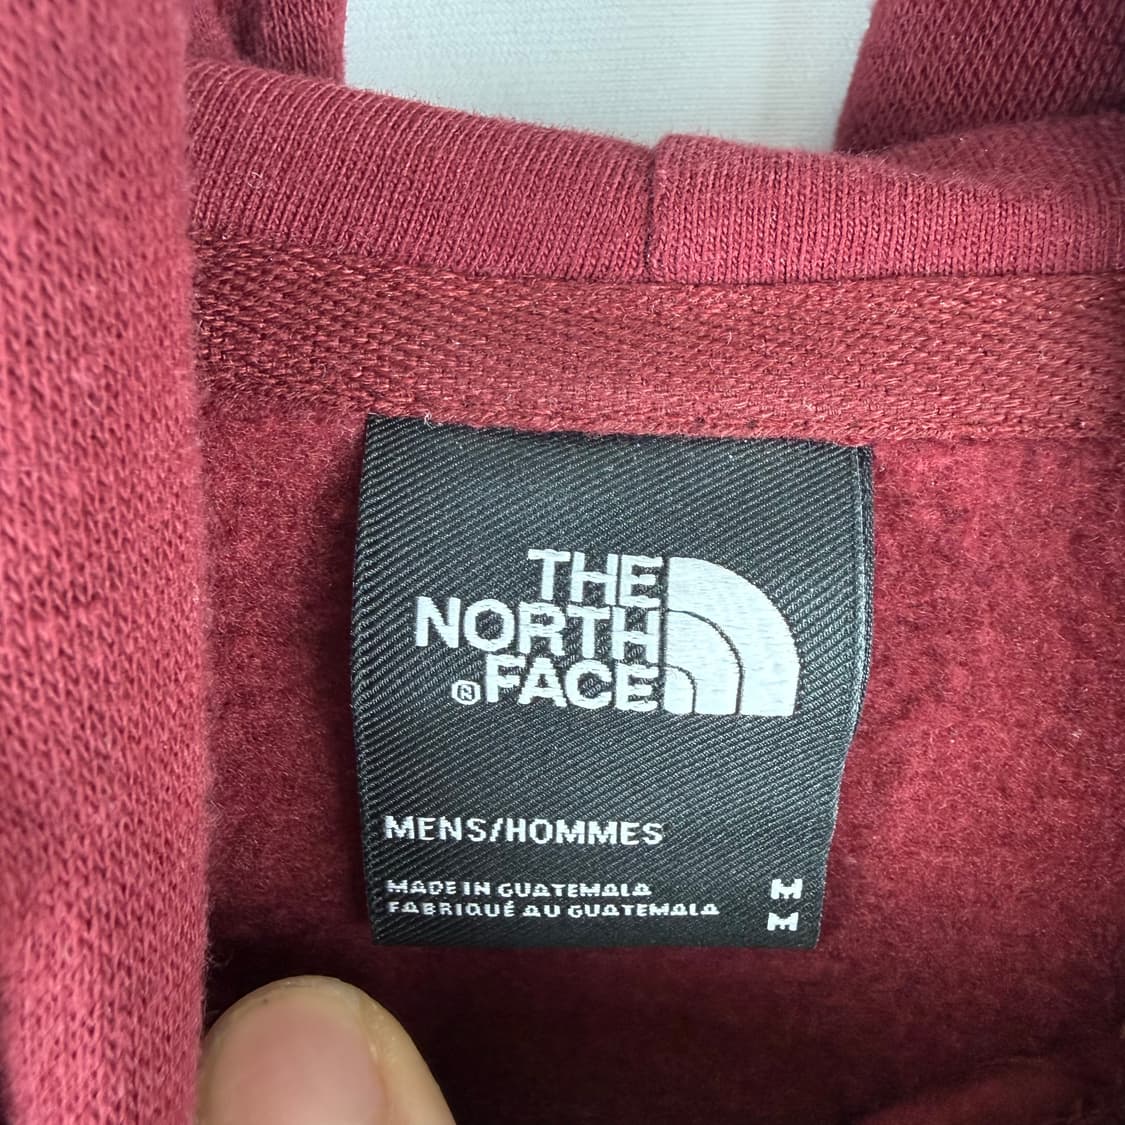 THE
NORTH
FACE
MENS/HOMMES
MADE IN GUATEMALA M
FABRIQUÉ AU GUATEMALA M